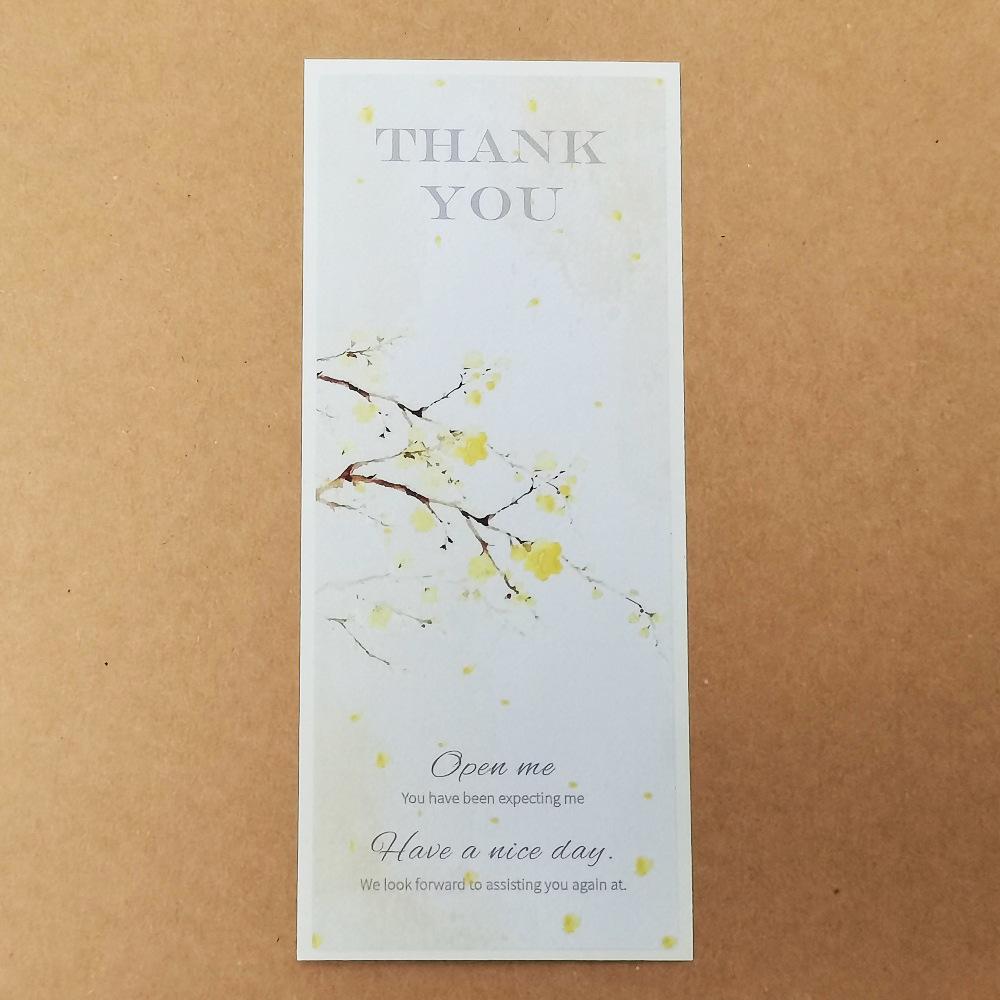 THANK
YOU
Open me
You have been expecting me
Have a nice day.
We look forward to assisting you again at.